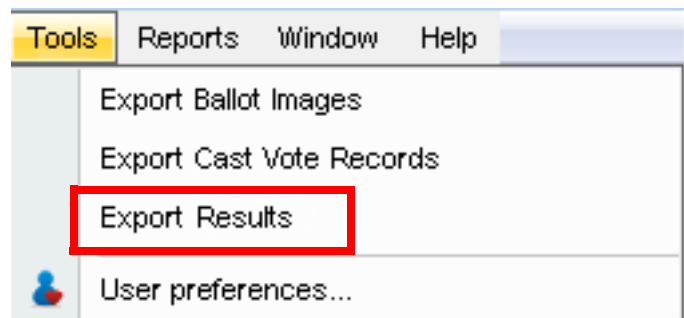 Tools Reports Window Help
Export Ballot Images
Export Cast Vote Records
Export Results
User preferences...